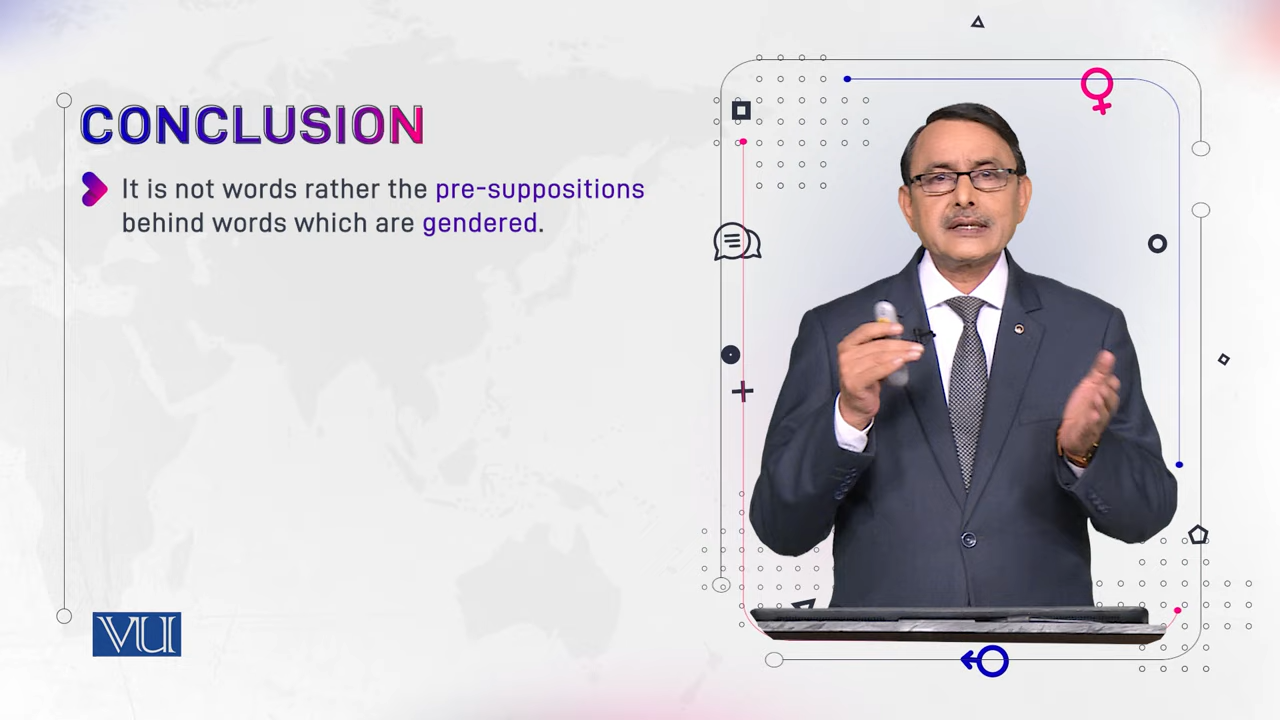 CONCLUSION
It is not words rather the pre-suppositions
behind words which are gendered.
VU